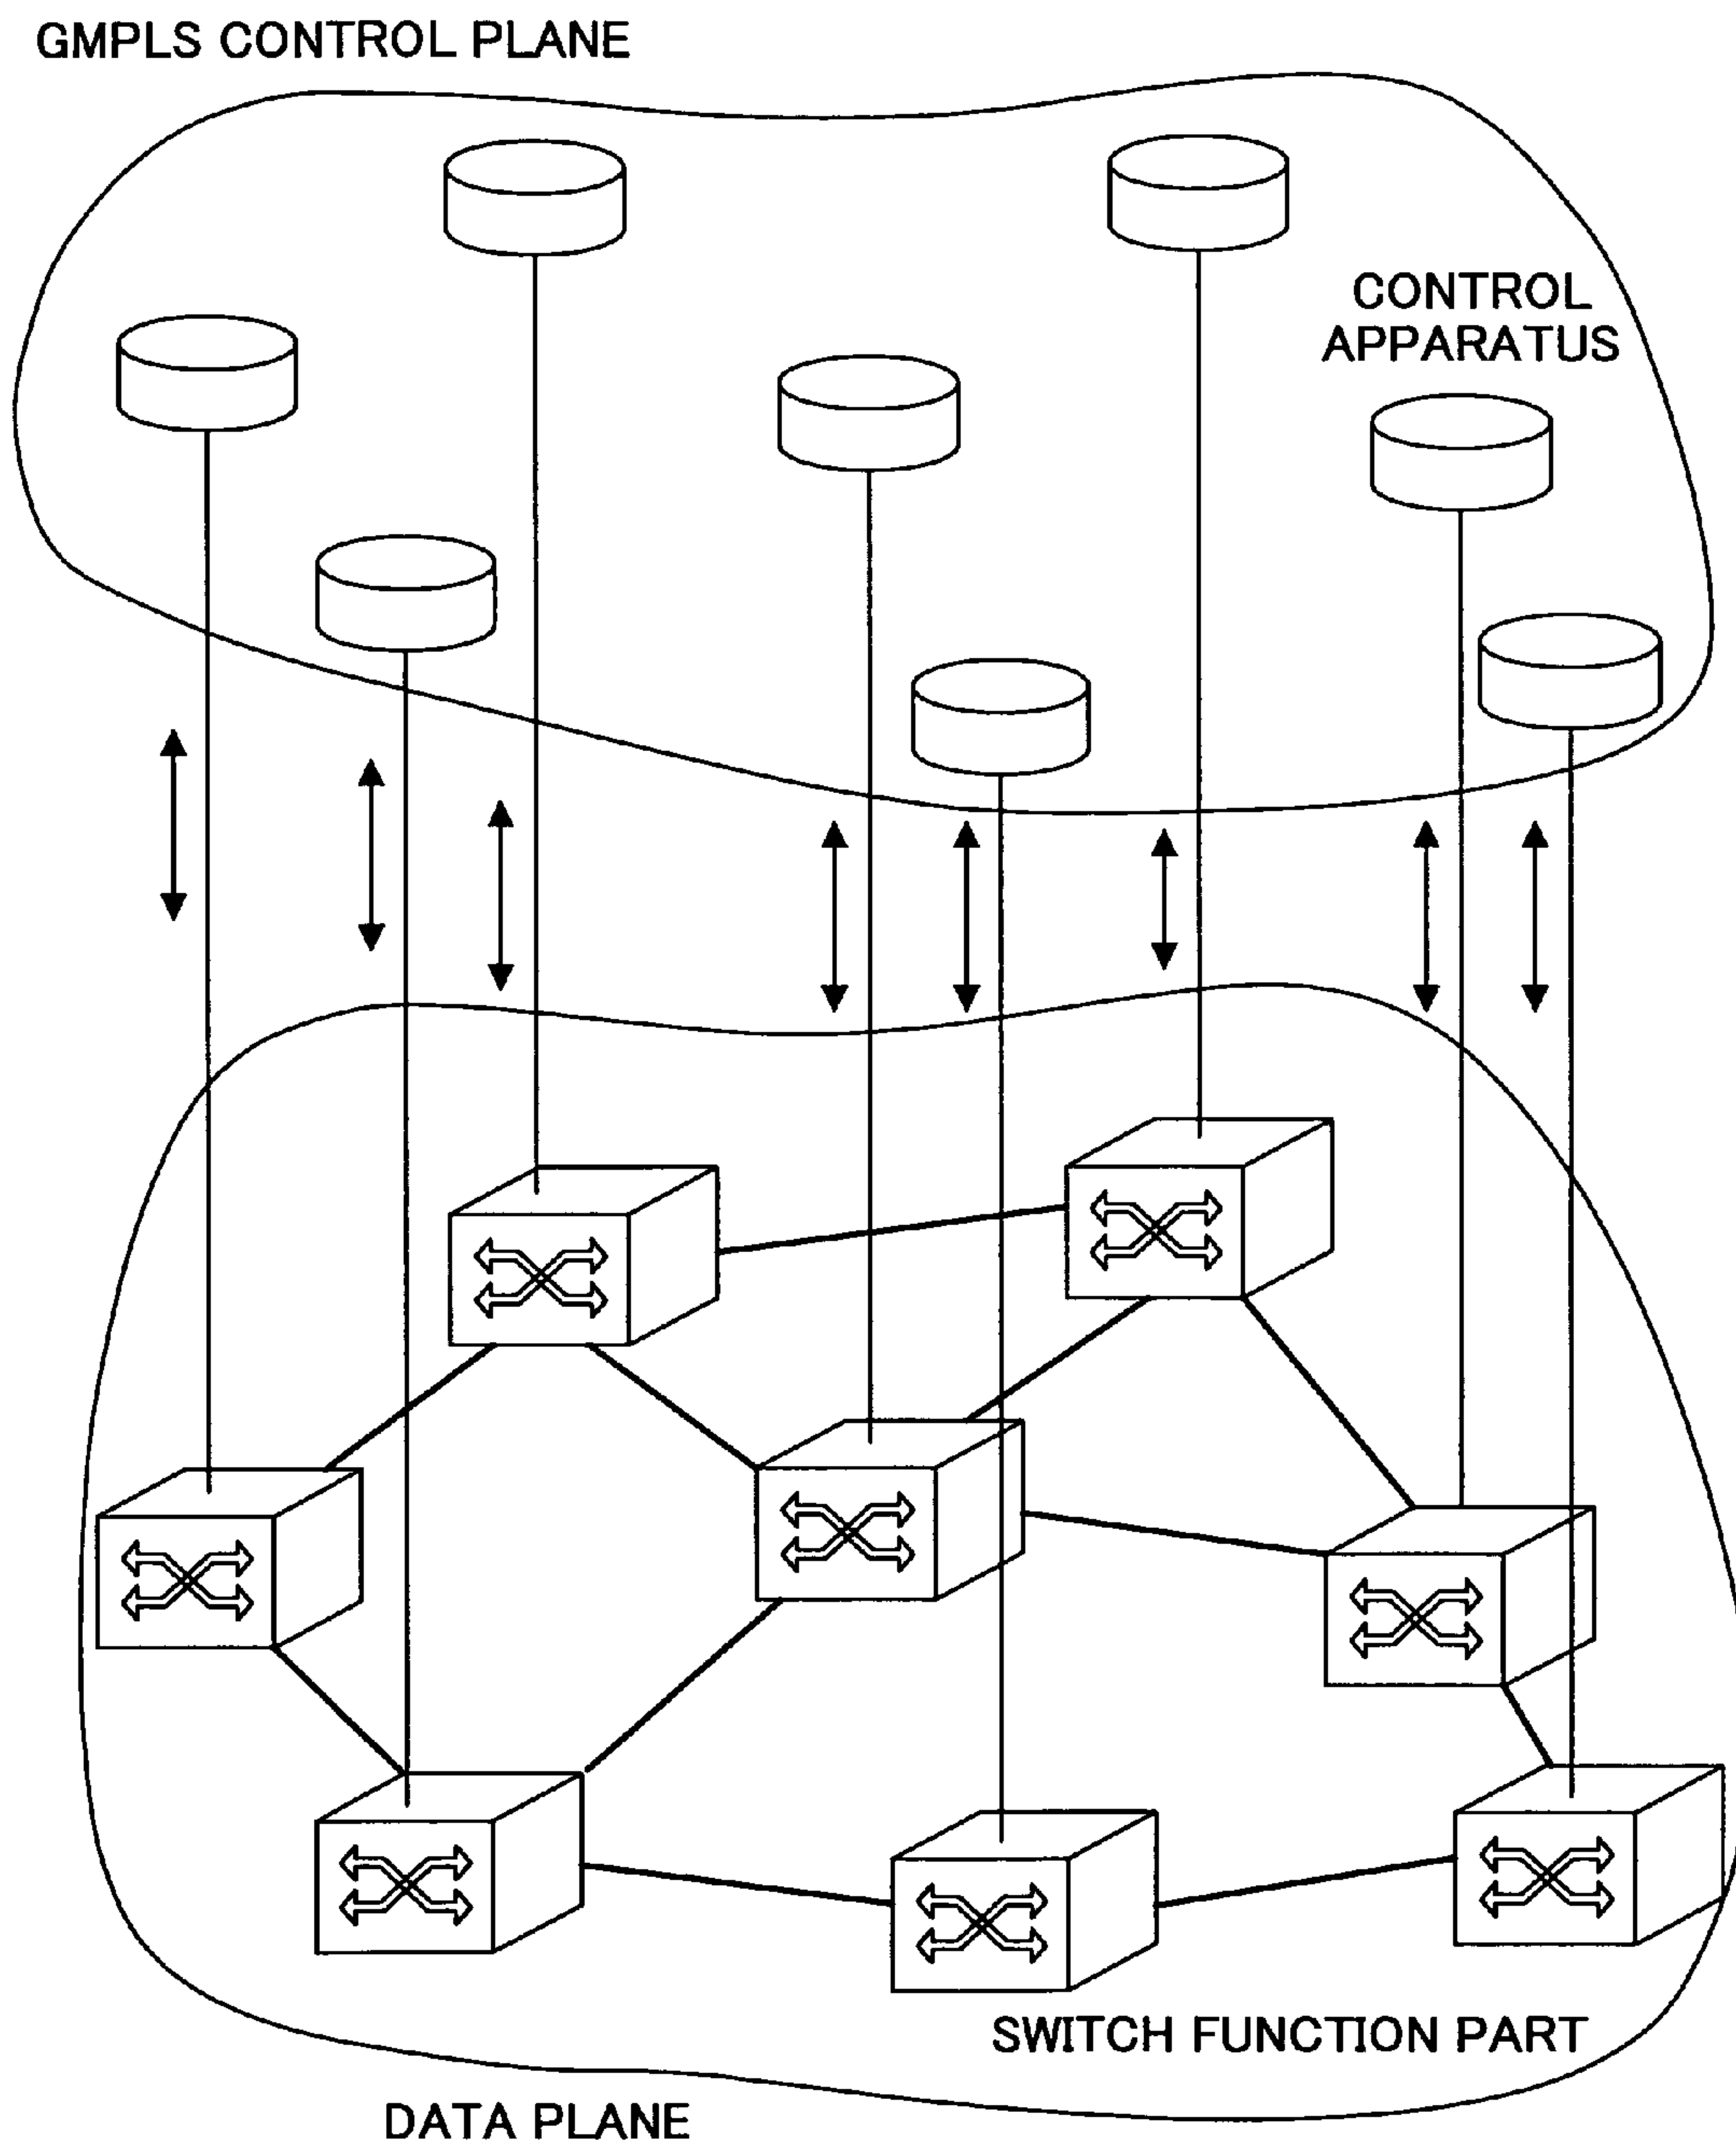 GMPLS CONTROL PLANE
CONTROL
APPARATUS
SWITCH FUNCTION PART
DATA PLANE